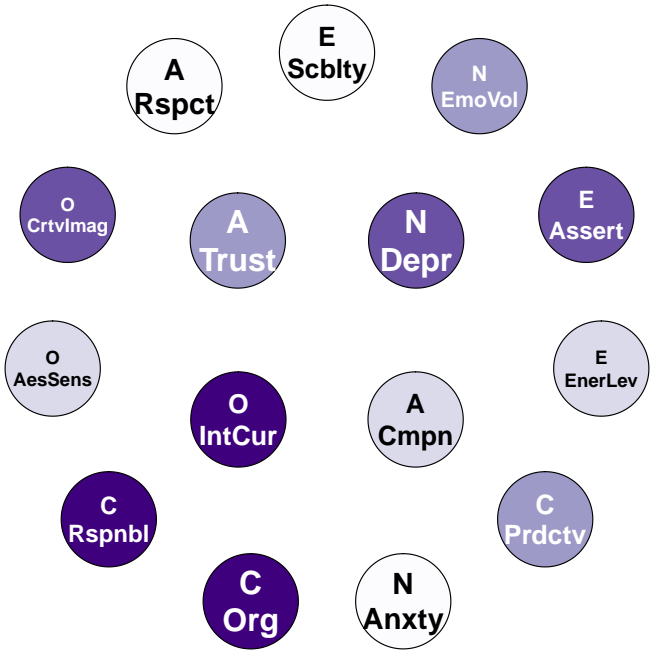 E
Scblty
A
Rspct
N
EmoVol
O
CrtvImag
E
Assert
A
Trust
N
Depr
O
AesSens
E
EnerLev
O
IntCur
A
Cmpn
C
Rspnbl
C
Prdctv
C
Org
N
Anxty